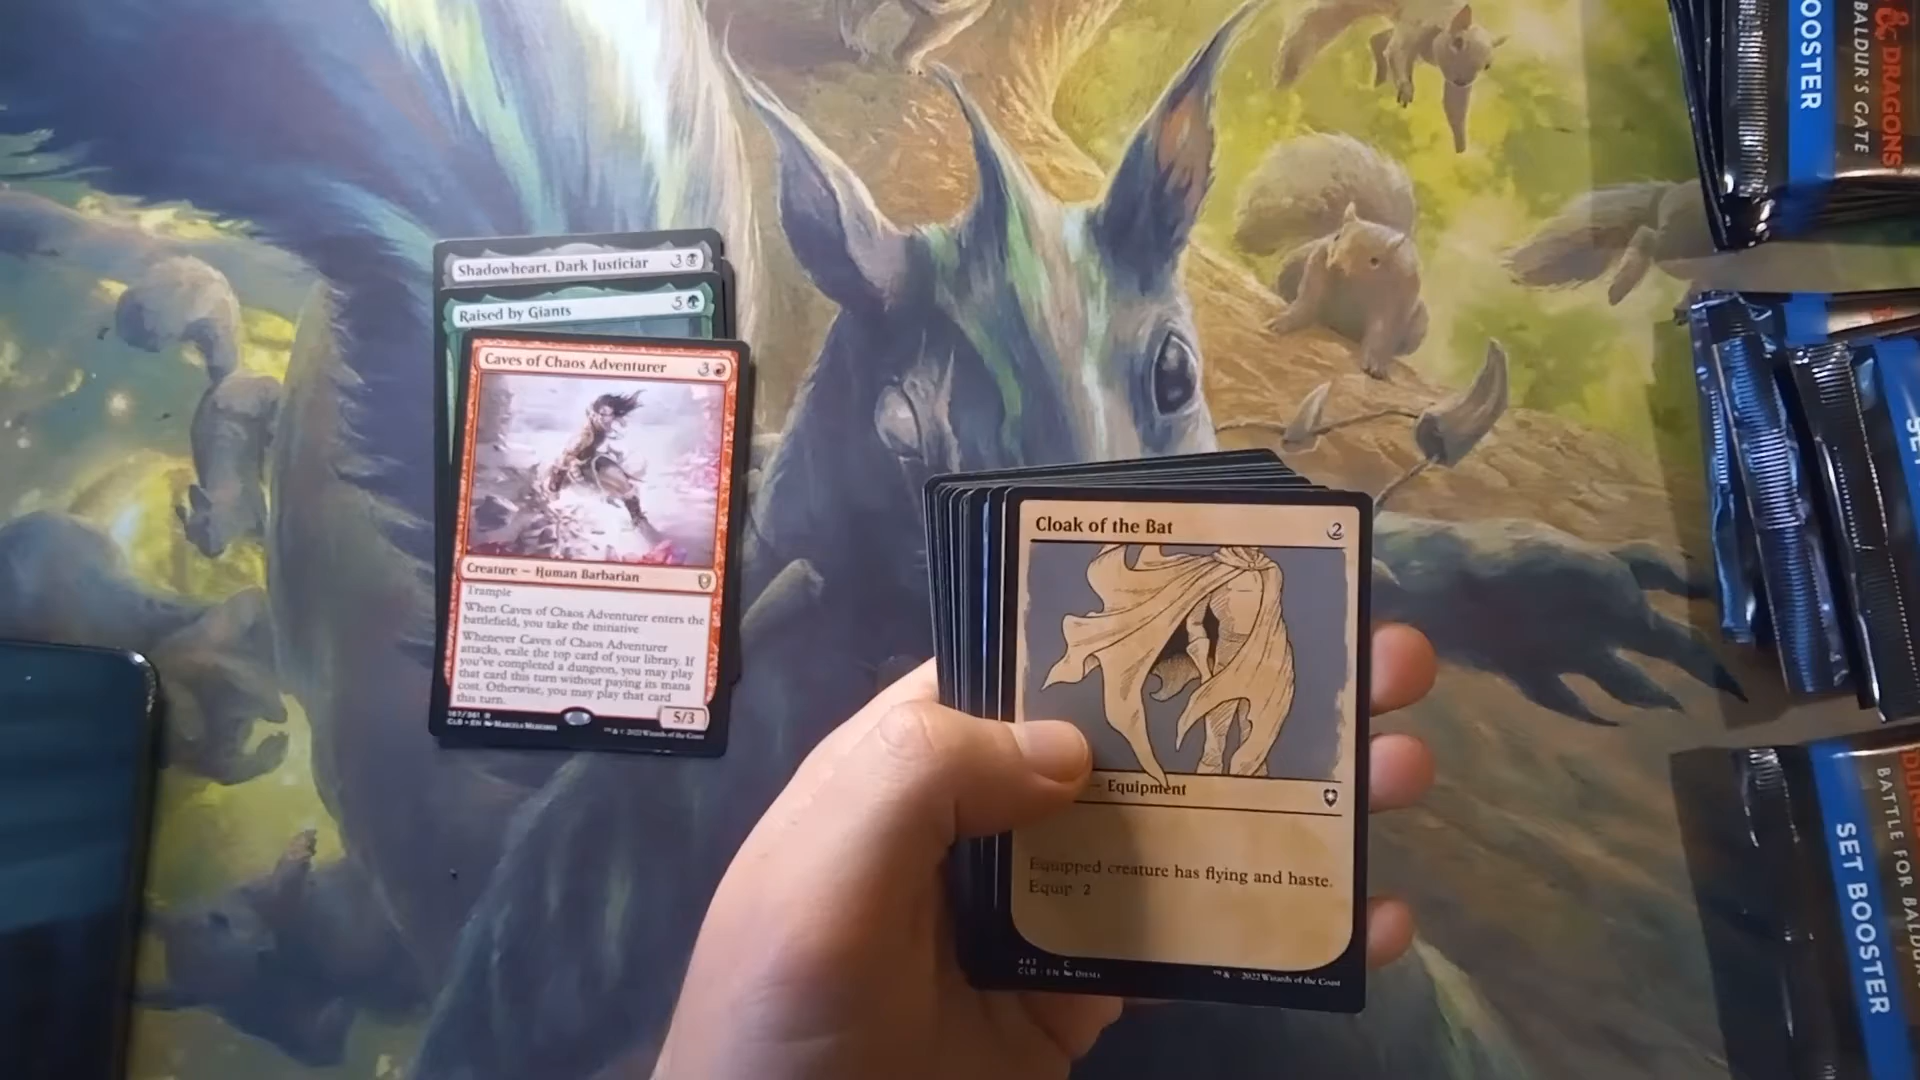 Shadowheart, Dark Justiciar 3
Raised by Giants 5
Caves of Chaos Adventurer 3
Creature – Human Barbarian
Trample
When Caves of Chaos Adventurer enters the
battlefield, you take the initiative
Whenever Caves of Chaos Adventurer
attacks, exile the top card of your library. If
you've completed a dungeon, you may play
that card this turn without paying its mana
cost. Otherwise, you may play that card
this turn.
5/3
167/361 R
CLB • EN Marcela Medeiros
™ & © 2022 Wizards of the Coast
Cloak of the Bat 2
– Equipment
Equipped creature has flying and haste.
Equip 2
443 C
CLB • EN
™ & © 2022 Wizards of the Coast
& DRAGONS
BALDUR'S GATE
OOSTER
BATTLE FOR BALDUR
SET BOOSTER